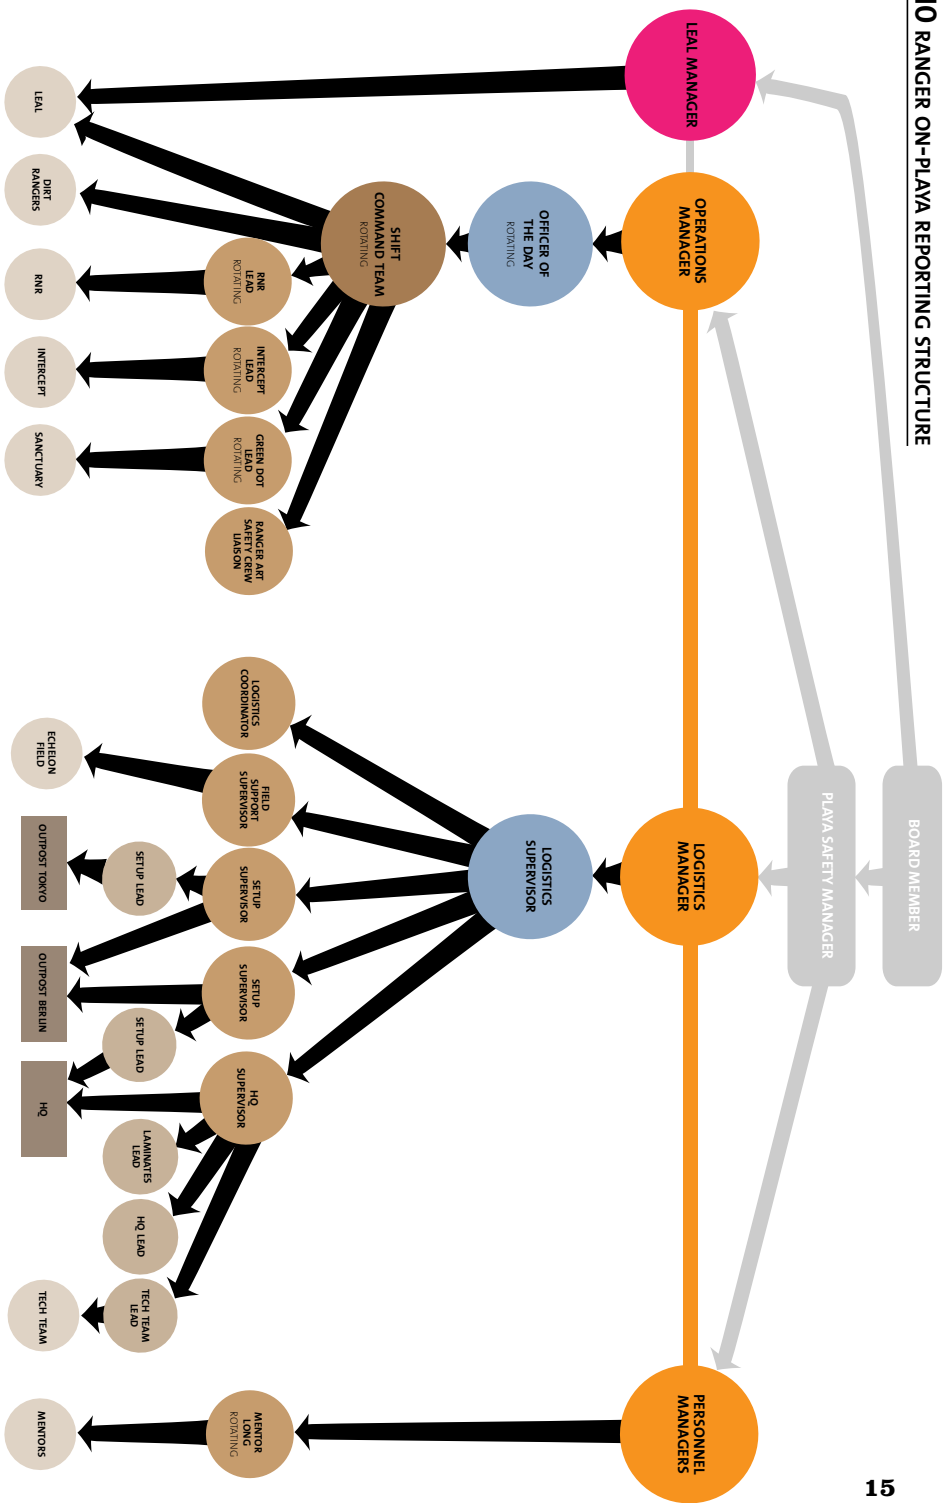 10 RANGER ON-PLAYA REPORTING STRUCTURE
BOARD MEMBER
PLAYA SAFETY MANAGER
LEAL MANAGER
OPERATIONS
MANAGER
LOGISTICS
MANAGER
PERSONNEL
MANAGERS
OFFICER OF
THE DAY
ROTATING
LOGISTICS
SUPERVISOR
SHIFT
COMMAND TEAM
ROTATING
RNR
LEAD
ROTATING
INTERCEPT
LEAD
ROTATING
GREEN DOT
LEAD
ROTATING
RANGER ART
SAFETY CREW
LIAISON
LOGISTICS
COORDINATOR
FIELD
SUPPORT
SUPERVISOR
SETUP
SUPERVISOR
SETUP
SUPERVISOR
HQ
SUPERVISOR
MENTOR
LONG
ROTATING
SETUP LEAD
SETUP LEAD
LAMINATES
LEAD
HQ LEAD
TECH TEAM
LEAD
LEAL
DIRT
RANGERS
RNR
INTERCEPT
SANCTUARY
ECHELON
FIELD
OUTPOST TOKYO
OUTPOST BERLIN
HQ
TECH TEAM
MENTORS
15